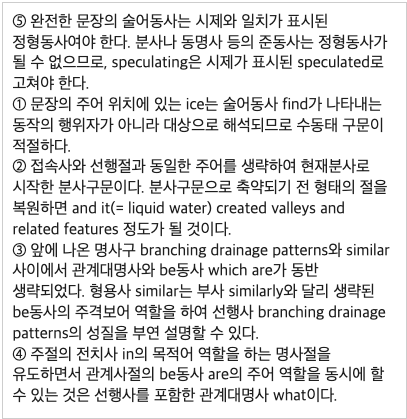 ⑤ 완전한 문장의 술어동사는 시제와 일치가 표시된
정형동사여야 한다. 분사나 동명사 등의 준동사는 정형동사가
될 수 없으므로, speculating은 시제가 표시된 speculated로
고쳐야 한다.
① 문장의 주어 위치에 있는 ice는 술어동사 find가 나타내는
동작의 행위자가 아니라 대상으로 해석되므로 수동태 구문이
적절하다.
② 접속사와 선행절과 동일한 주어를 생략하여 현재분사로
시작한 분사구문이다. 분사구문으로 축약되기 전 형태의 절을
복원하면 and it(= liquid water) created valleys and
related features 정도가 될 것이다.
③ 앞에 나온 명사구 branching drainage patterns와 similar
사이에서 관계대명사와 be동사 which are가 동반
생략되었다. 형용사 similar는 부사 similarly와 달리 생략된
be동사의 주격보어 역할을 하여 선행사 branching drainage
patterns의 성질을 부연 설명할 수 있다.
④ 주절의 전치사 in의 목적어 역할을 하는 명사절을
유도하면서 관계사절의 be동사 are의 주어 역할을 동시에 할
수 있는 것은 선행사를 포함한 관계대명사 what이다.